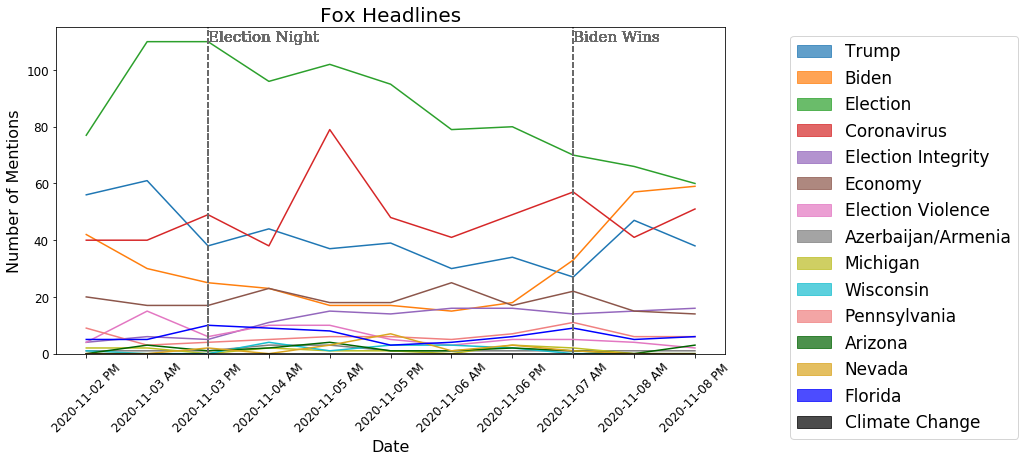 Fox Headlines
Election Night
Biden Wins
Number of Mentions
100
80
60
40
20
0
2020-11-02 PM
2020-11-03 AM
2020-11-03 PM
2020-11-04 AM
2020-11-05 AM
2020-11-05 PM
2020-11-06 AM
2020-11-06 PM
2020-11-07 AM
2020-11-08 AM
2020-11-08 PM
Date
Trump
Biden
Election
Coronavirus
Election Integrity
Economy
Election Violence
Azerbaijan/Armenia
Michigan
Wisconsin
Pennsylvania
Arizona
Nevada
Florida
Climate Change